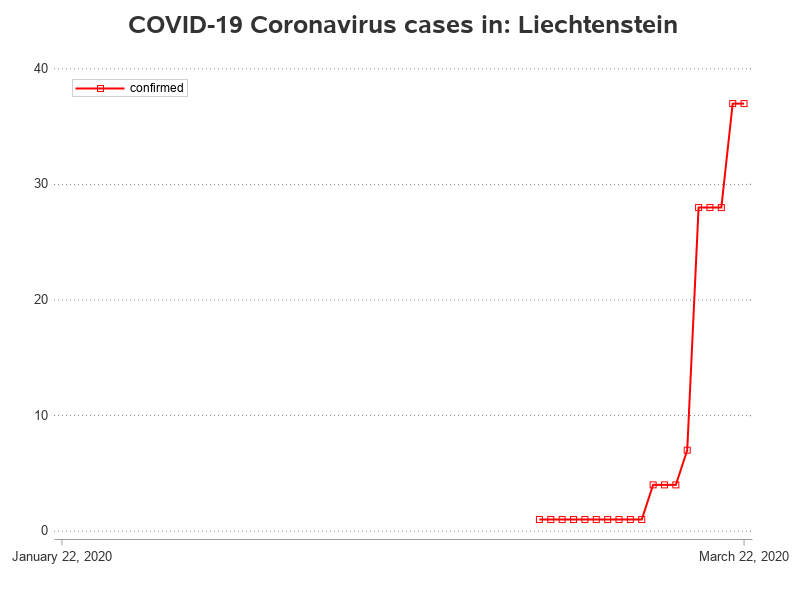 COVID-19 Coronavirus cases in: Liechtenstein
40
confirmed
30
20
10
0
January 22, 2020
March 22, 2020